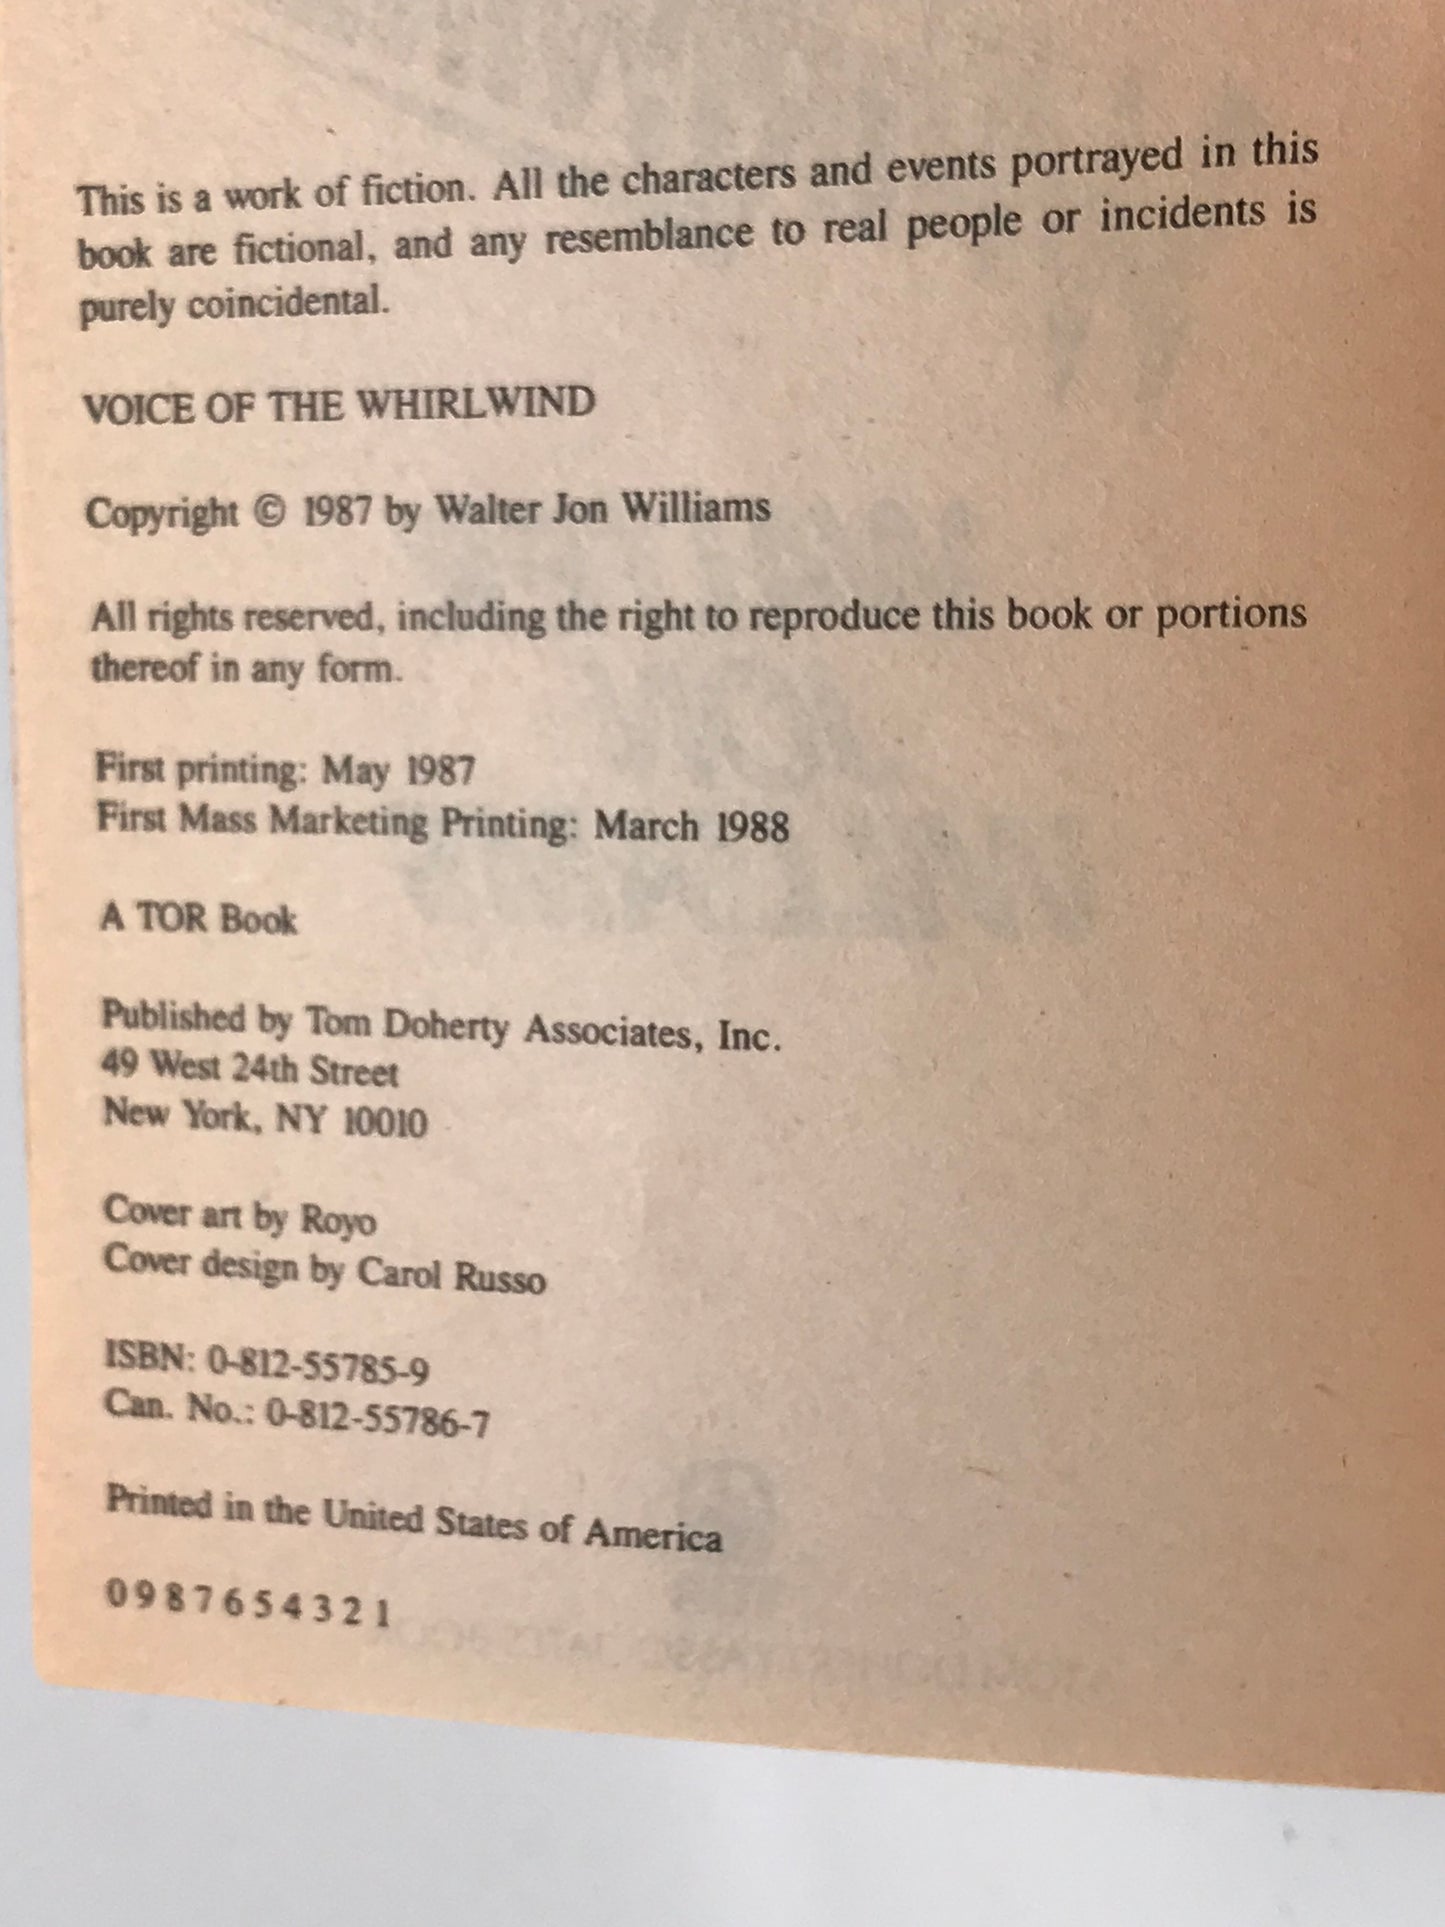 This is a work of fiction. All the characters and events portrayed in this
book are fictional, and any resemblance to real people or incidents is
purely coincidental.
VOICE OF THE WHIRLWIND
Copyright © 1987 by Walter Jon Williams
All rights reserved, including the right to reproduce this book or portions
thereof in any form.
First printing: May 1987
First Mass Marketing Printing: March 1988
A TOR Book
Published by Tom Doherty Associates, Inc.
49 West 24th Street
New York, NY 10010
Cover art by Royo
Cover design by Carol Russo
ISBN: 0-812-55785-9
Can. No.: 0-812-55786-7
Printed in the United States of America
0 9 8 7 6 5 4 3 2 1